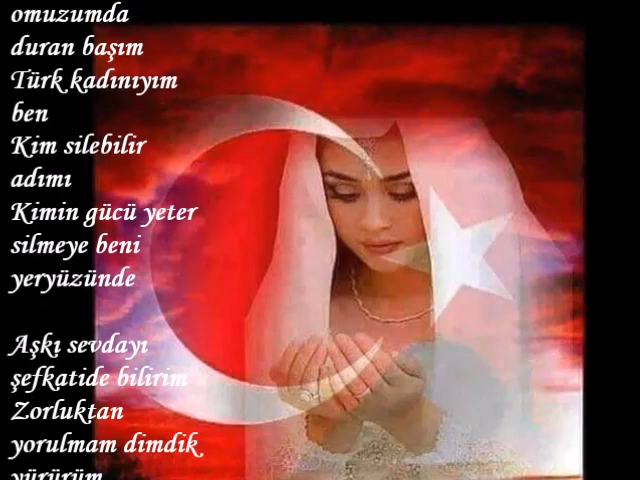 omuzumda
duran başım
Türk kadınıyım
ben
Kim silebilir
adımı
Kimin gücü yeter
silmeye beni
yeryüzünde
Aşkı sevdayı
şefkatide bilirim
Zorluktan
yorulmam dimdik
yürürüm